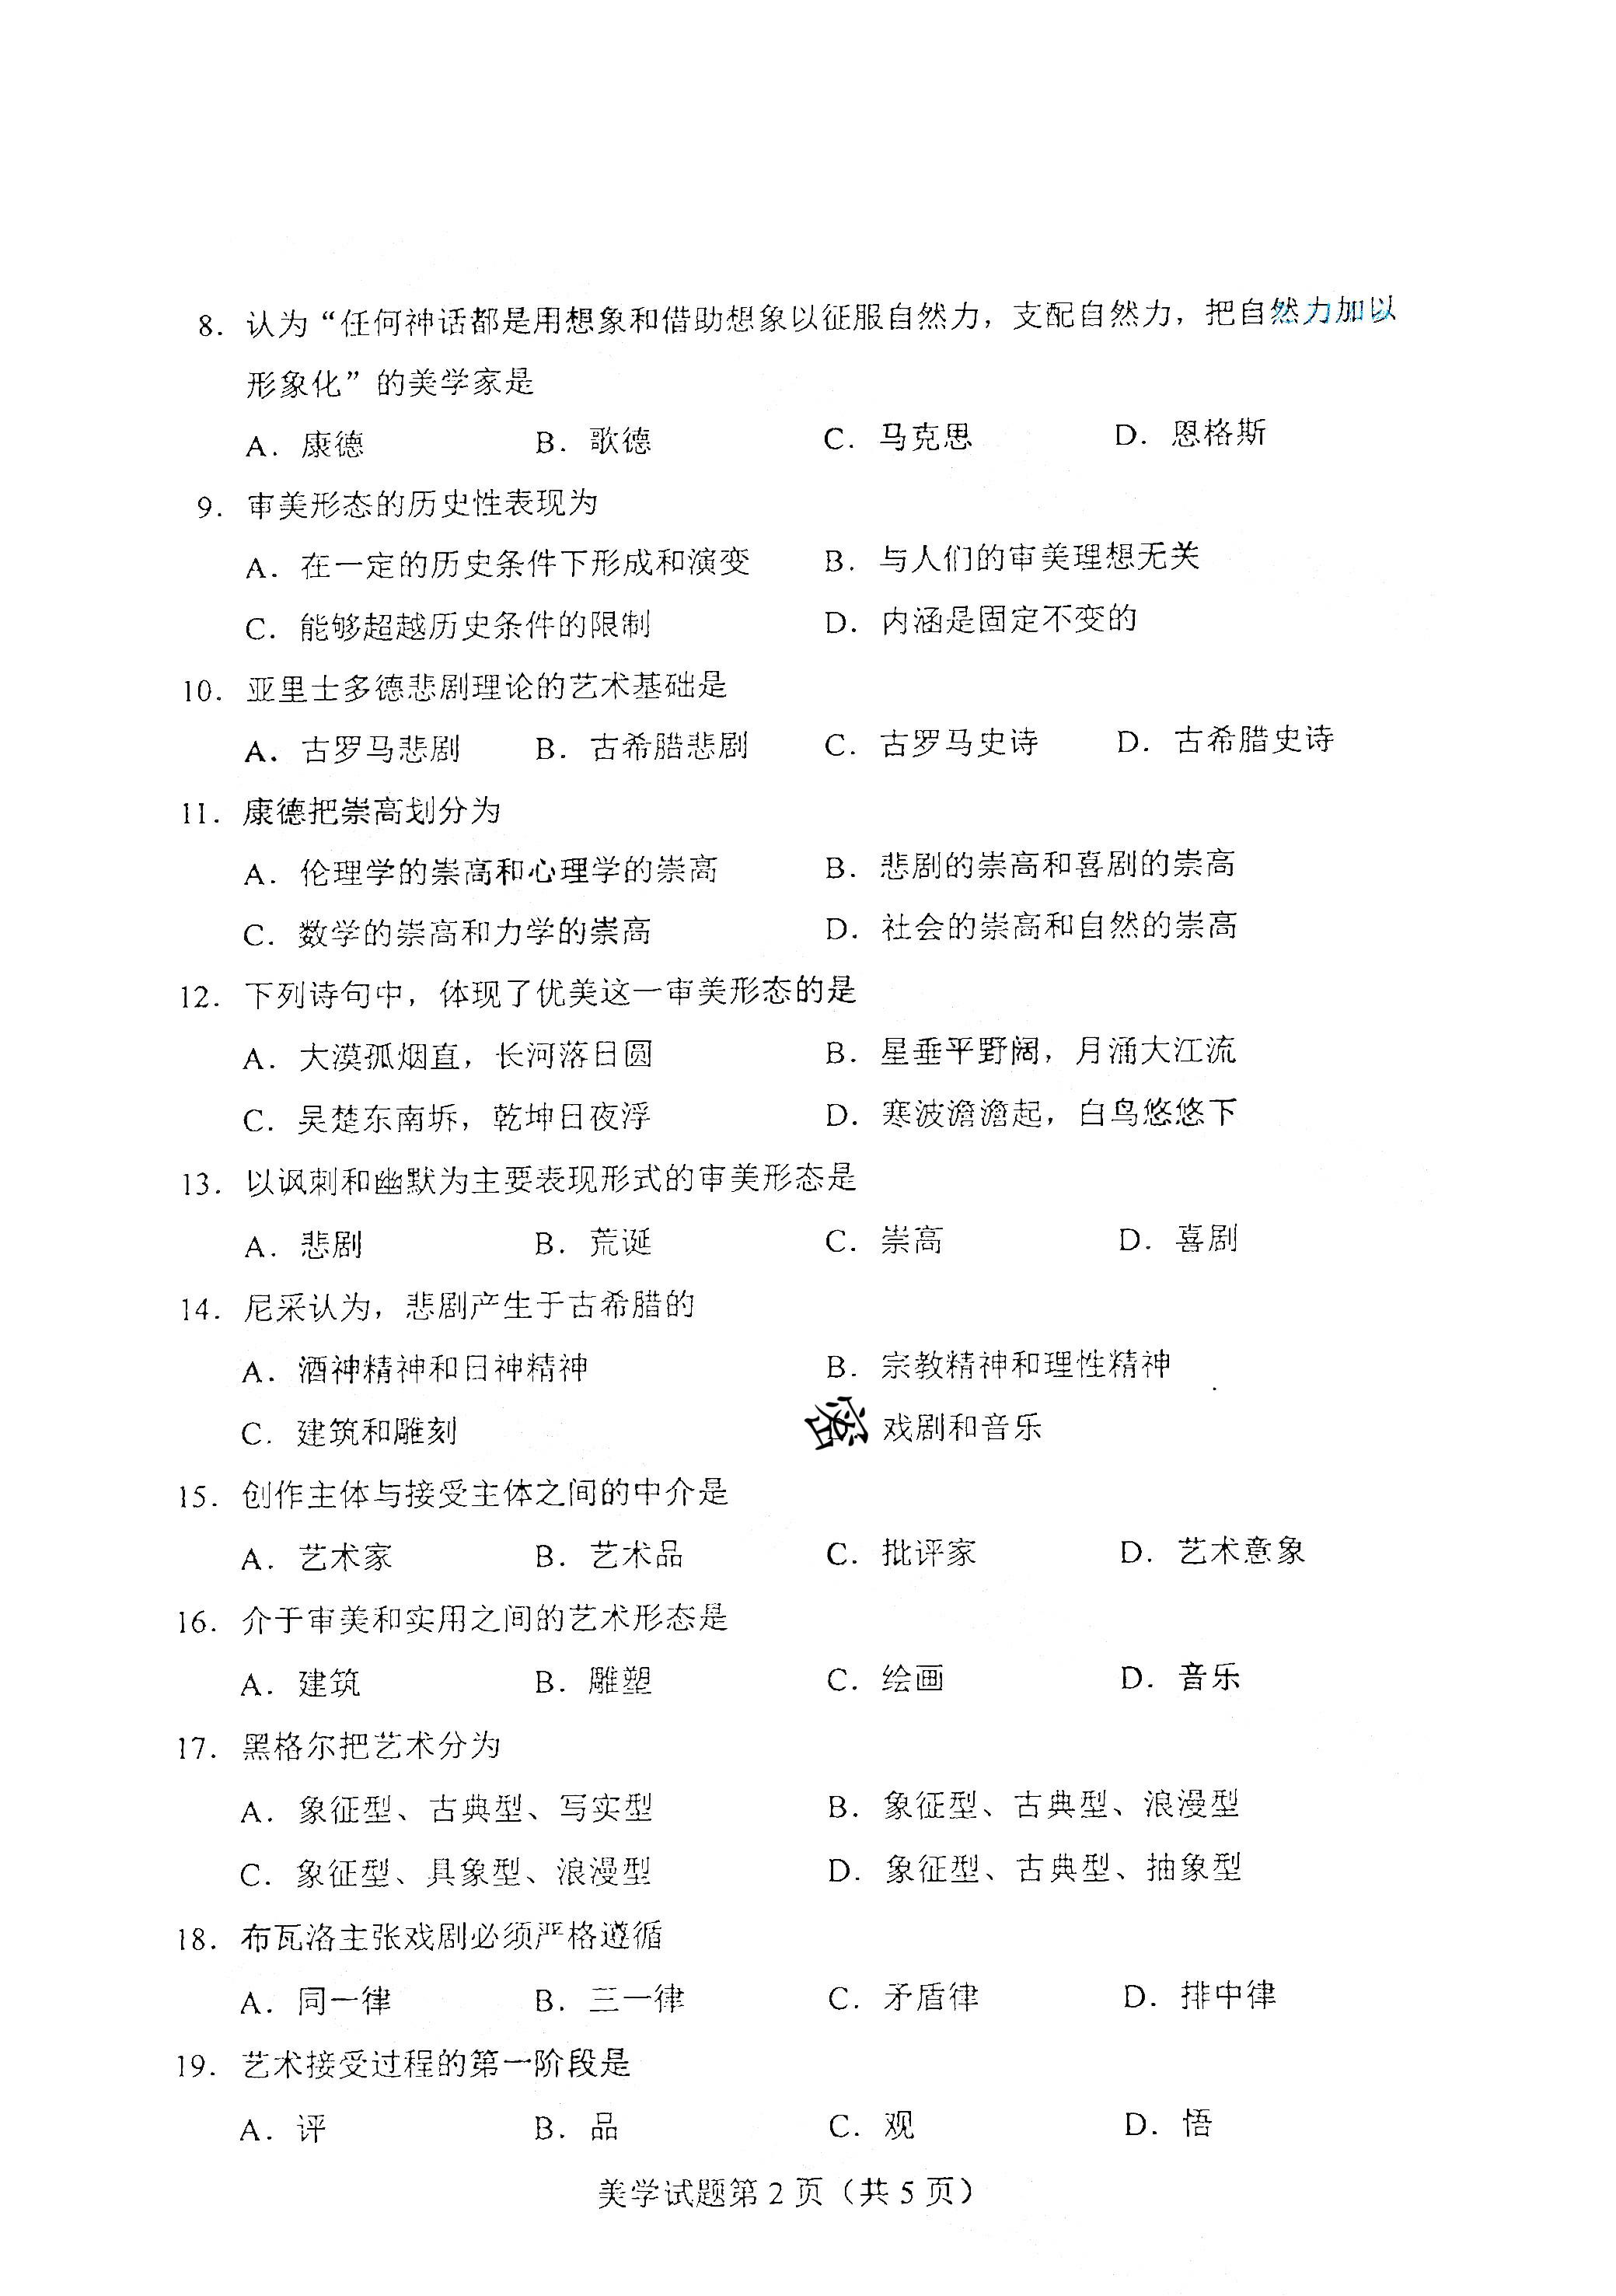 8. 认为“任何神话都是用想象和借助想象以征服自然力，支配自然力，把自然力加以
形象化”的美学家是
A. 康德 B. 歌德 C. 马克思 D. 恩格斯
9. 审美形态的历史性表现为
A. 在一定的历史条件下形成和演变 B. 与人们的审美理想无关
C. 能够超越历史条件的限制 D. 内涵是固定不变的
10. 亚里士多德悲剧理论的艺术基础是
A. 古罗马悲剧 B. 古希腊悲剧 C. 古罗马史诗 D. 古希腊史诗
11. 康德把崇高划分为
A. 伦理学的崇高和心理学的崇高 B. 悲剧的崇高和喜剧的崇高
C. 数学的崇高和力学的崇高 D. 社会的崇高和自然的崇高
12. 下列诗句中，体现了优美这一审美形态的是
A. 大漠孤烟直，长河落日圆 B. 星垂平野阔，月涌大江流
C. 吴楚东南坼，乾坤日夜浮 D. 寒波澹澹起，白鸟悠悠下
13. 以讽刺和幽默为主要表现形式的审美形态是
A. 悲剧 B. 荒诞 C. 崇高 D. 喜剧
14. 尼采认为，悲剧产生于古希腊的
A. 酒神精神和日神精神 B. 宗教精神和理性精神
C. 建筑和雕刻 戏剧和音乐
15. 创作主体与接受主体之间的中介是
A. 艺术家 B. 艺术品 C. 批评家 D. 艺术意象
16. 介于审美和实用之间的艺术形态是
A. 建筑 B. 雕塑 C. 绘画 D. 音乐
17. 黑格尔把艺术分为
A. 象征型、古典型、写实型 B. 象征型、古典型、浪漫型
C. 象征型、具象型、浪漫型 D. 象征型、古典型、抽象型
18. 布瓦洛主张戏剧必须严格遵循
A. 同一律 B. 三一律 C. 矛盾律 D. 排中律
19. 艺术接受过程的第一阶段是
A. 评 B. 品 C. 观 D. 悟
美学试题第 2 页（共 5 页）